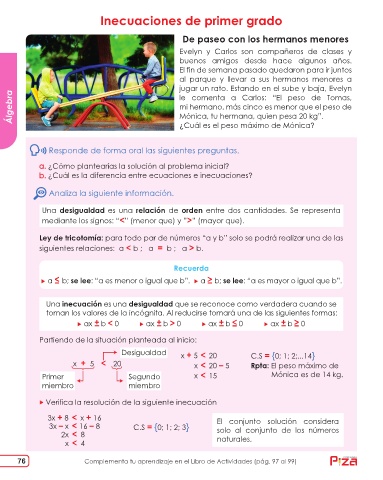 Inecuaciones de primer grado
De paseo con los hermanos menores
Evelyn y Carlos son compañeros de clases y
buenos amigos desde hace algunos años.
El fin de semana pasado quedaron para ir juntos
al parque y llevar a sus hermanos menores a
jugar un rato. Estando en el sube y baja, Evelyn
le comenta a Carlos: “El peso de Tomas,
mi hermano, más cinco es menor que el peso de
Mónica, tu hermana, quien pesa 20 kg”.
¿Cuál es el peso máximo de Mónica?
Álgebra
Responde de forma oral las siguientes preguntas.
a. ¿Cómo plantearías la solución al problema inicial?
b. ¿Cuál es la diferencia entre ecuaciones e inecuaciones?
Analiza la siguiente información.
Una desigualdad es una relación de orden entre dos cantidades. Se representa
mediante los signos: “<” (menor que) y “>” (mayor que).
Ley de tricotomía: para todo par de números “a y b” solo se podrá realizar una de las
siguientes relaciones: a < b ; a = b ; a > b.
Recuerda
▶ a ≤ b; se lee: “a es menor o igual que b”. ▶ a ≥ b; se lee: “a es mayor o igual que b”.
Una inecuación es una desigualdad que se reconoce como verdadera cuando se
toman los valores de la incógnita. Al reducirse tomará una de las siguientes formas:
▶ ax ± b < 0 ▶ ax ± b > 0 ▶ ax ± b ≤ 0 ▶ ax ± b ≥ 0
Partiendo de la situación planteada al inicio:
Desigualdad
x + 5 < 20
Primer miembro
Segundo miembro
x + 5 < 20 C.S = {0; 1; 2;...14}
x < 20 – 5 Rpta: El peso máximo de
x < 15 Mónica es de 14 kg.
▶ Verifica la resolución de la siguiente inecuación
3x + 8 < x + 16
3x – x < 16 – 8 C.S = {0; 1; 2; 3}
2x < 8
x < 4
El conjunto solución considera
solo al conjunto de los números
naturales.
76 Complementa tu aprendizaje en el Libro de Actividades (pág. 97 al 99)